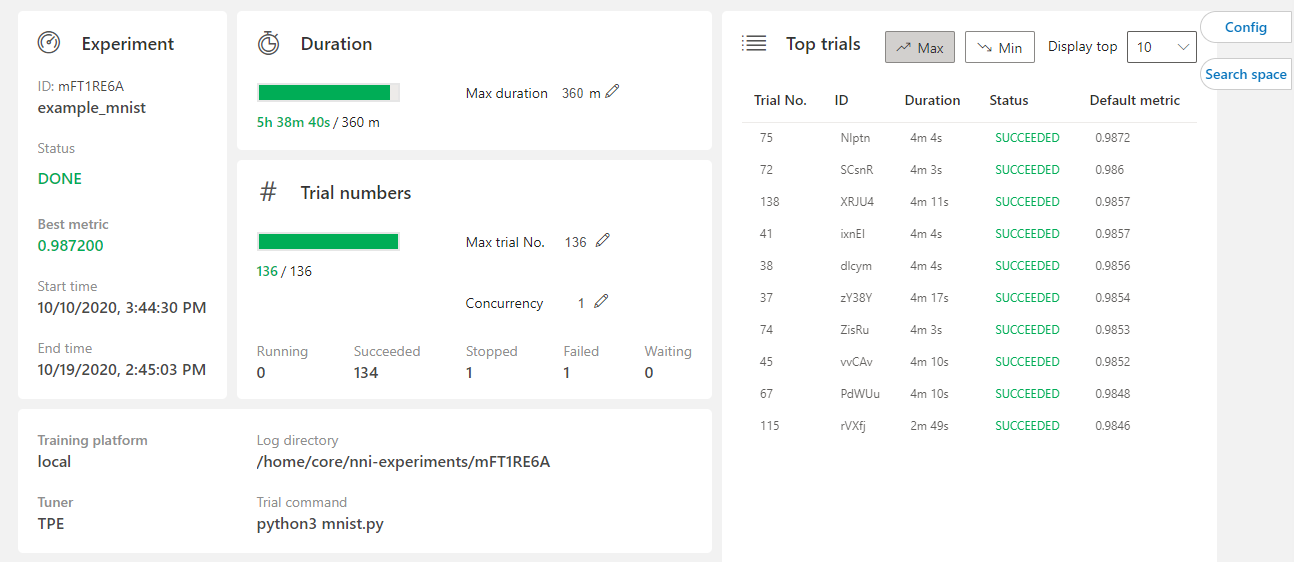 Experiment
ID: mFT1RE6A
example_mnist
Status
DONE
Best metric
0.987200
Start time
10/10/2020, 3:44:30 PM
End time
10/19/2020, 2:45:03 PM
Duration
Max duration 360 m
5h 38m 40s / 360 m
# Trial numbers
Max trial No. 136
136 / 136
Concurrency 1
Running Succeeded Stopped Failed Waiting
0 134 1 1 0
Training platform
local
Log directory
/home/core/nni-experiments/mFT1RE6A
Tuner
TPE
Trial command
python3 mnist.py
Top trials Max Min Display top 10
Trial No. ID Duration Status Default metric
75 NIptn 4m 4s SUCCEEDED 0.9872
72 SCsnR 4m 3s SUCCEEDED 0.986
138 XRJU4 4m 11s SUCCEEDED 0.9857
41 ixnEI 4m 4s SUCCEEDED 0.9857
38 dIcym 4m 4s SUCCEEDED 0.9856
37 zY38Y 4m 17s SUCCEEDED 0.9854
74 ZisRu 4m 3s SUCCEEDED 0.9853
45 vvCAv 4m 10s SUCCEEDED 0.9852
67 PdWUu 4m 10s SUCCEEDED 0.9848
115 rVXfj 2m 49s SUCCEEDED 0.9846
Config
Search space